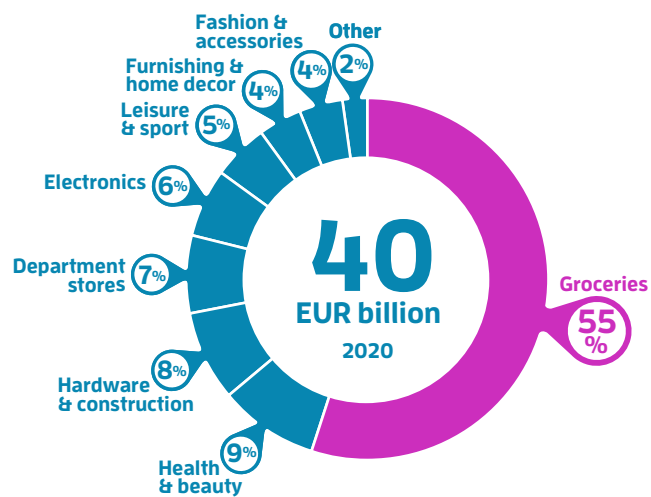 Fashion &
accessories
4%
Other
2%
Furnishing &
home decor
4%
Leisure
& sport
5%
Electronics
6%
Department
stores
7%
Hardware
& construction
8%
Health
& beauty
9%
40
EUR billion
2020
Groceries
55
%